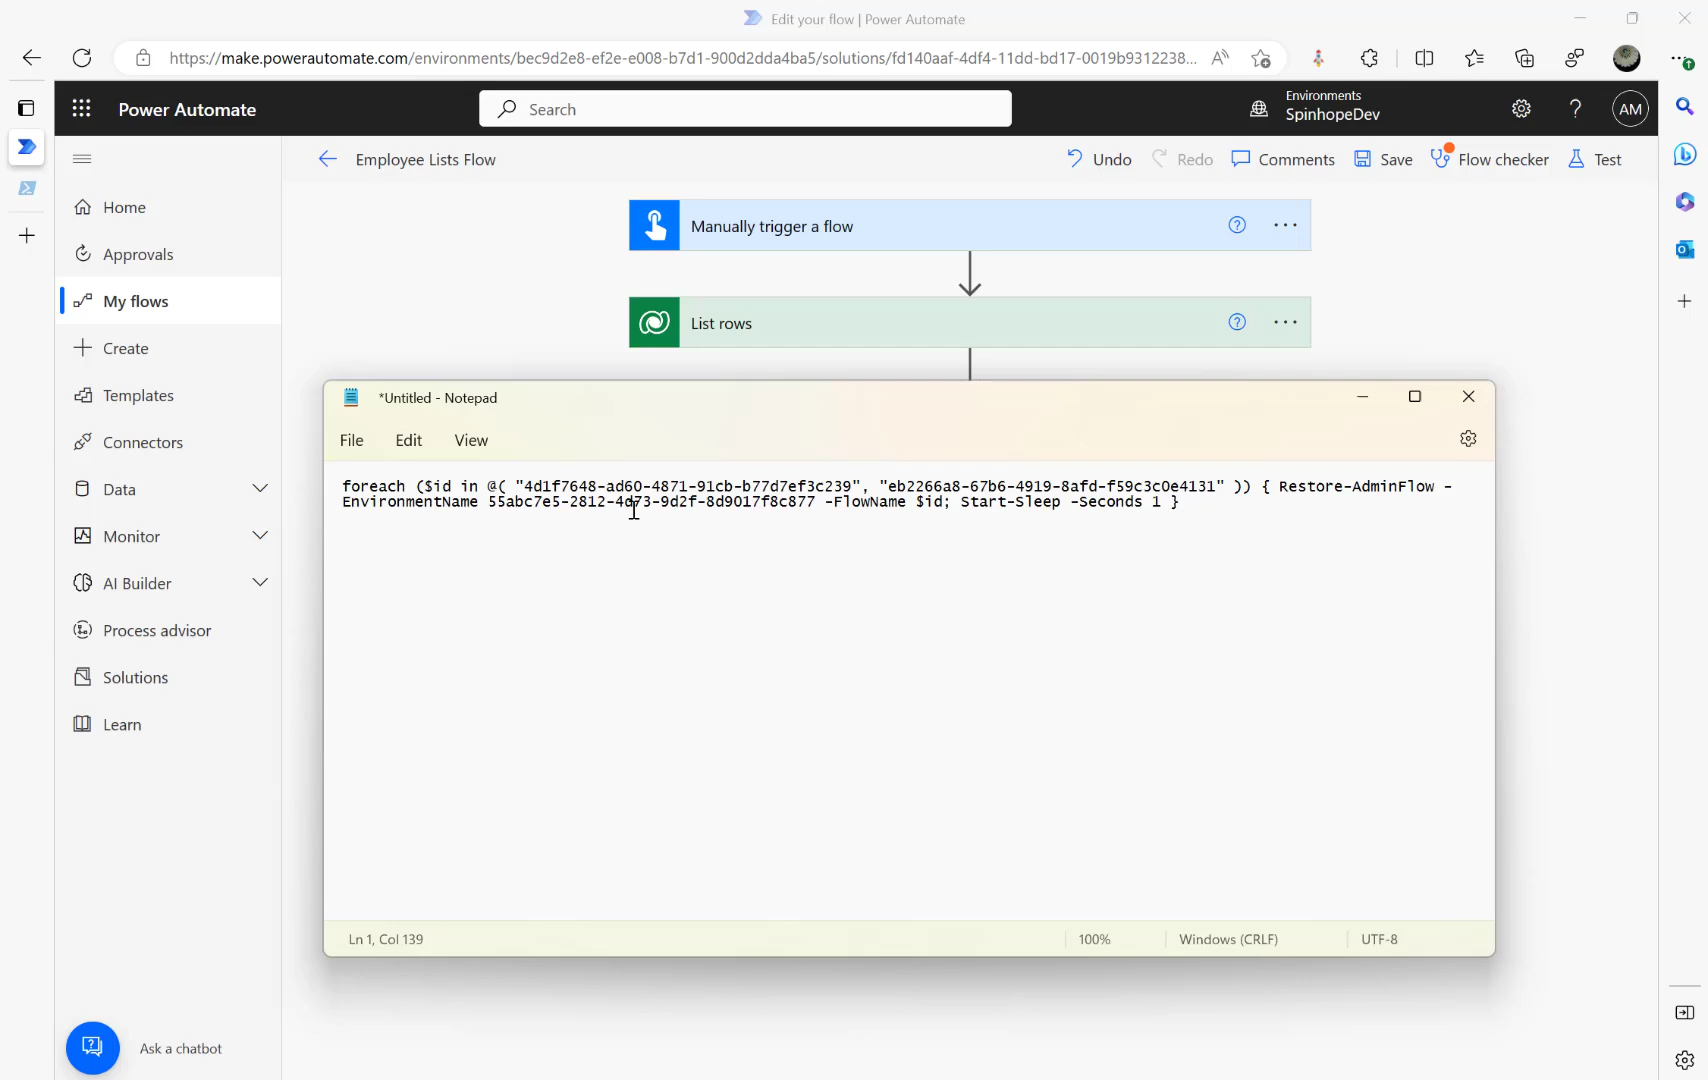 Edit your flow | Power Automate
https://make.powerautomate.com/environments/bec9d2e8-ef2e-e008-b7d1-900d2dda4ba5/solutions/fd140aaf-4df4-11dd-bd17-0019b9312238...
Power Automate
Search
Environments
SpinhopeDev
AM
Employee Lists Flow
Undo
Redo
Comments
Save
Flow checker
Test
Home
Approvals
My flows
Create
Templates
Connectors
Data
Monitor
AI Builder
Process advisor
Solutions
Learn
Ask a chatbot
Manually trigger a flow
List rows
*Untitled - Notepad
File
Edit
View
foreach ($id in @( "4d1f7648-ad60-4871-91cb-b77d7ef3c239", "eb2266a8-67b6-4919-8afd-f59c3c0e4131" )) { Restore-AdminFlow -
EnvironmentName 55abc7e5-2812-4d73-9d2f-8d9017f8c877 -FlowName $id; Start-Sleep -Seconds 1 }
Ln 1, Col 139
100%
Windows (CRLF)
UTF-8